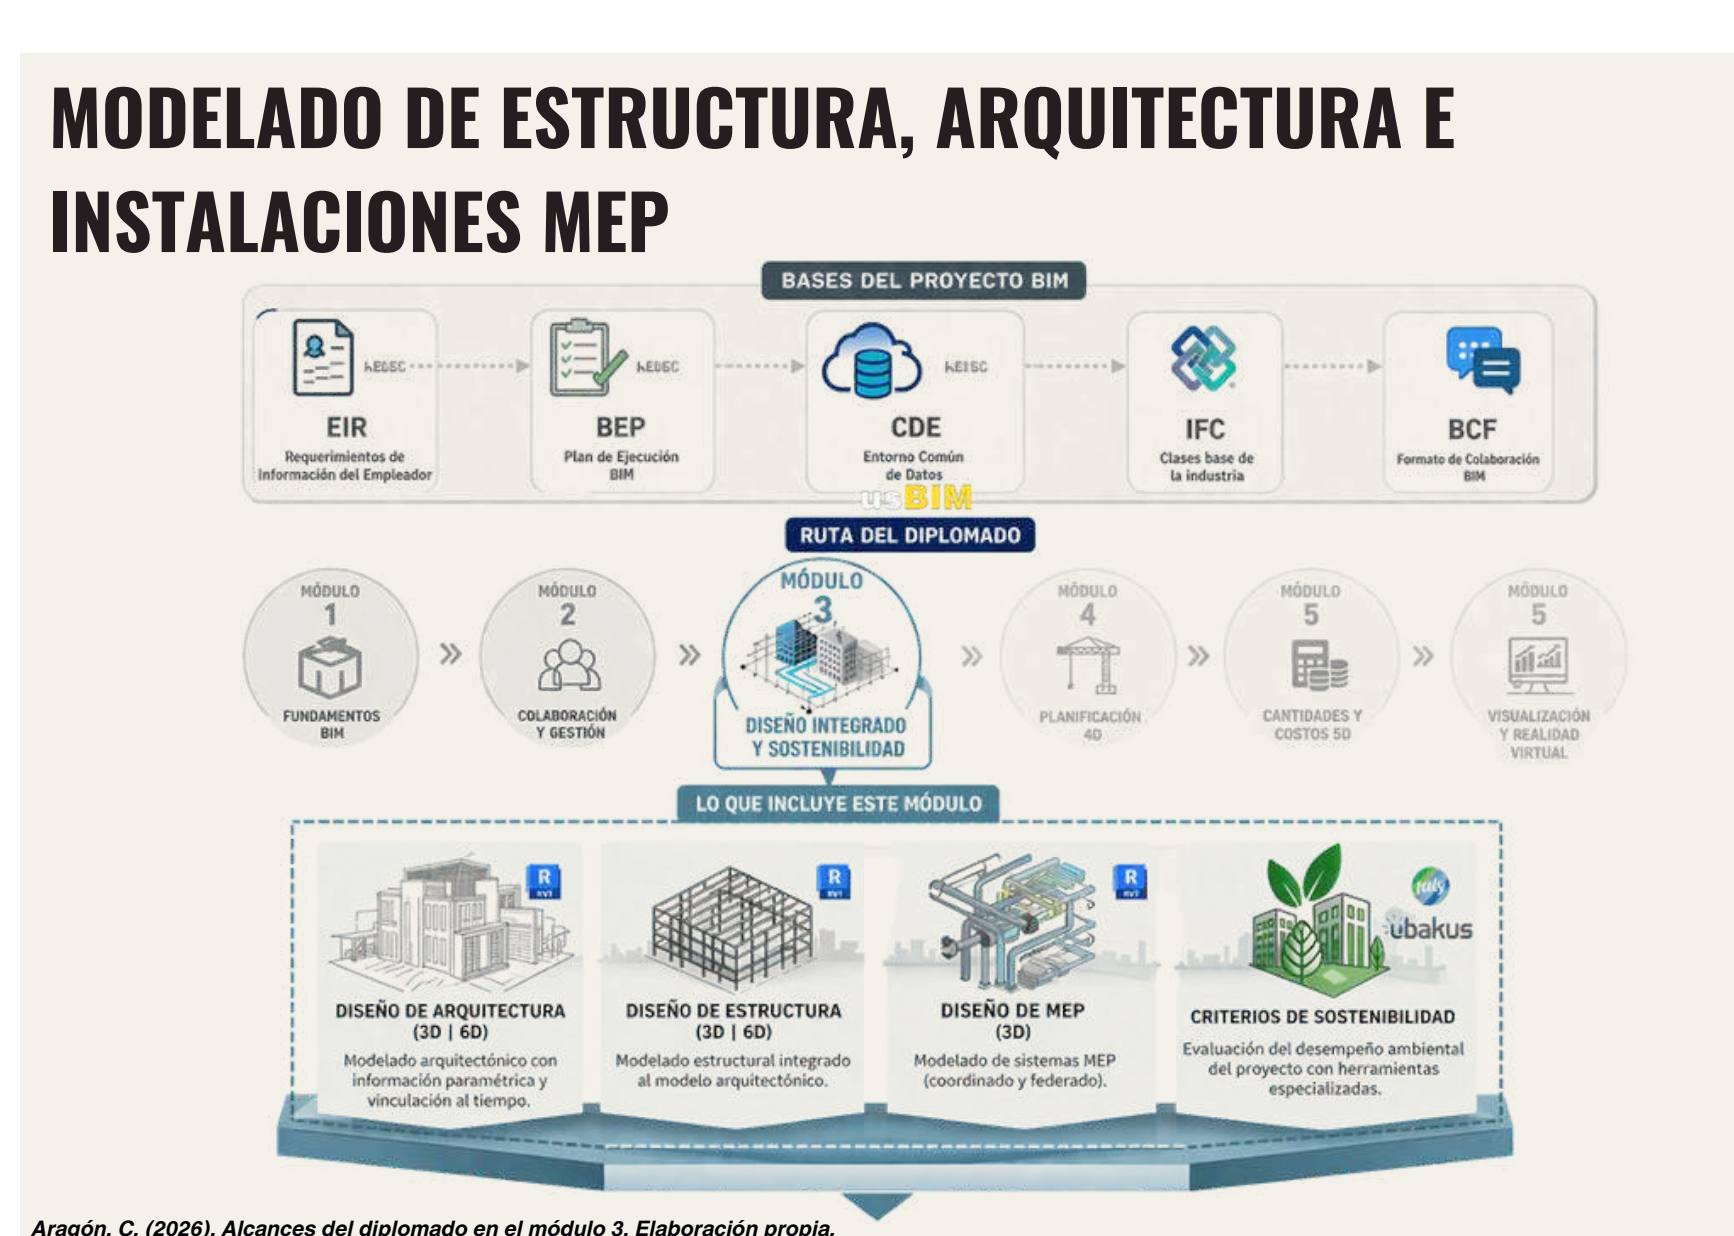 MODELADO DE ESTRUCTURA, ARQUITECTURA E
INSTALACIONES MEP
BASES DEL PROYECTO BIM
EIR
Requerimientos de
Información del Empleador
BEP
Plan de Ejecución
BIM
CDE
Entorno Común
de Datos
usBIM
IFC
Clases base de
la industria
BCF
Formato de Colaboración
BIM
RUTA DEL DIPLOMADO
MÓDULO
1
FUNDAMENTOS
BIM
MÓDULO
2
COLABORACIÓN
Y GESTIÓN
MÓDULO
3
DISEÑO INTEGRADO
Y SOSTENIBILIDAD
MÓDULO
4
PLANIFICACIÓN
4D
MÓDULO
5
CANTIDADES Y
COSTOS 5D
MÓDULO
5
VISUALIZACIÓN
Y REALIDAD
VIRTUAL
LO QUE INCLUYE ESTE MÓDULO
R
DISEÑO DE ARQUITECTURA
(3D | 6D)
Modelado arquitectónico con
información paramétrica y
vinculación al tiempo.
R
DISEÑO DE ESTRUCTURA
(3D | 6D)
Modelado estructural integrado
al modelo arquitectónico.
R
DISEÑO DE MEP
(3D)
Modelado de sistemas MEP
(coordinado y federado).
ubakus
CRITERIOS DE SOSTENIBILIDAD
Evaluación del desempeño ambiental
del proyecto con herramientas
especializadas.
Aragón, C. (2026). Alcances del diplomado en el módulo 3. Elaboración propia.